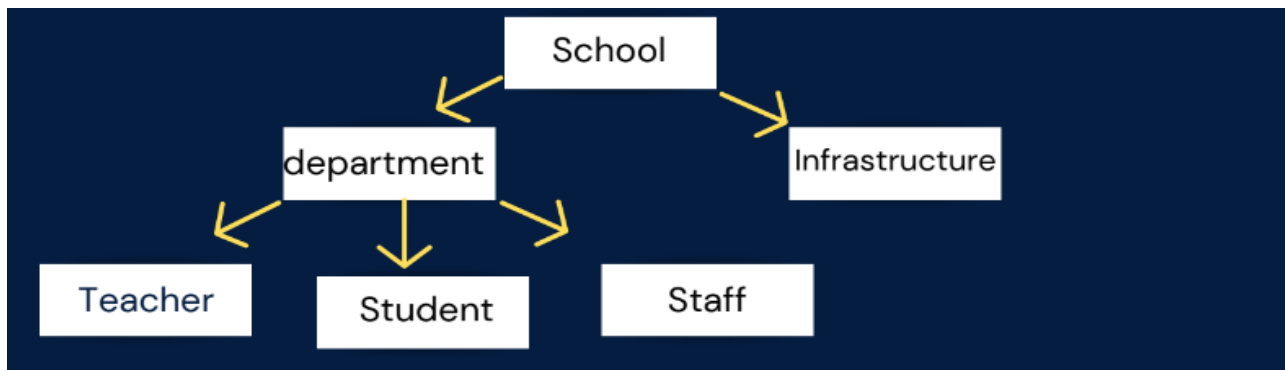 School
department
Infrastructure
Teacher
Student
Staff